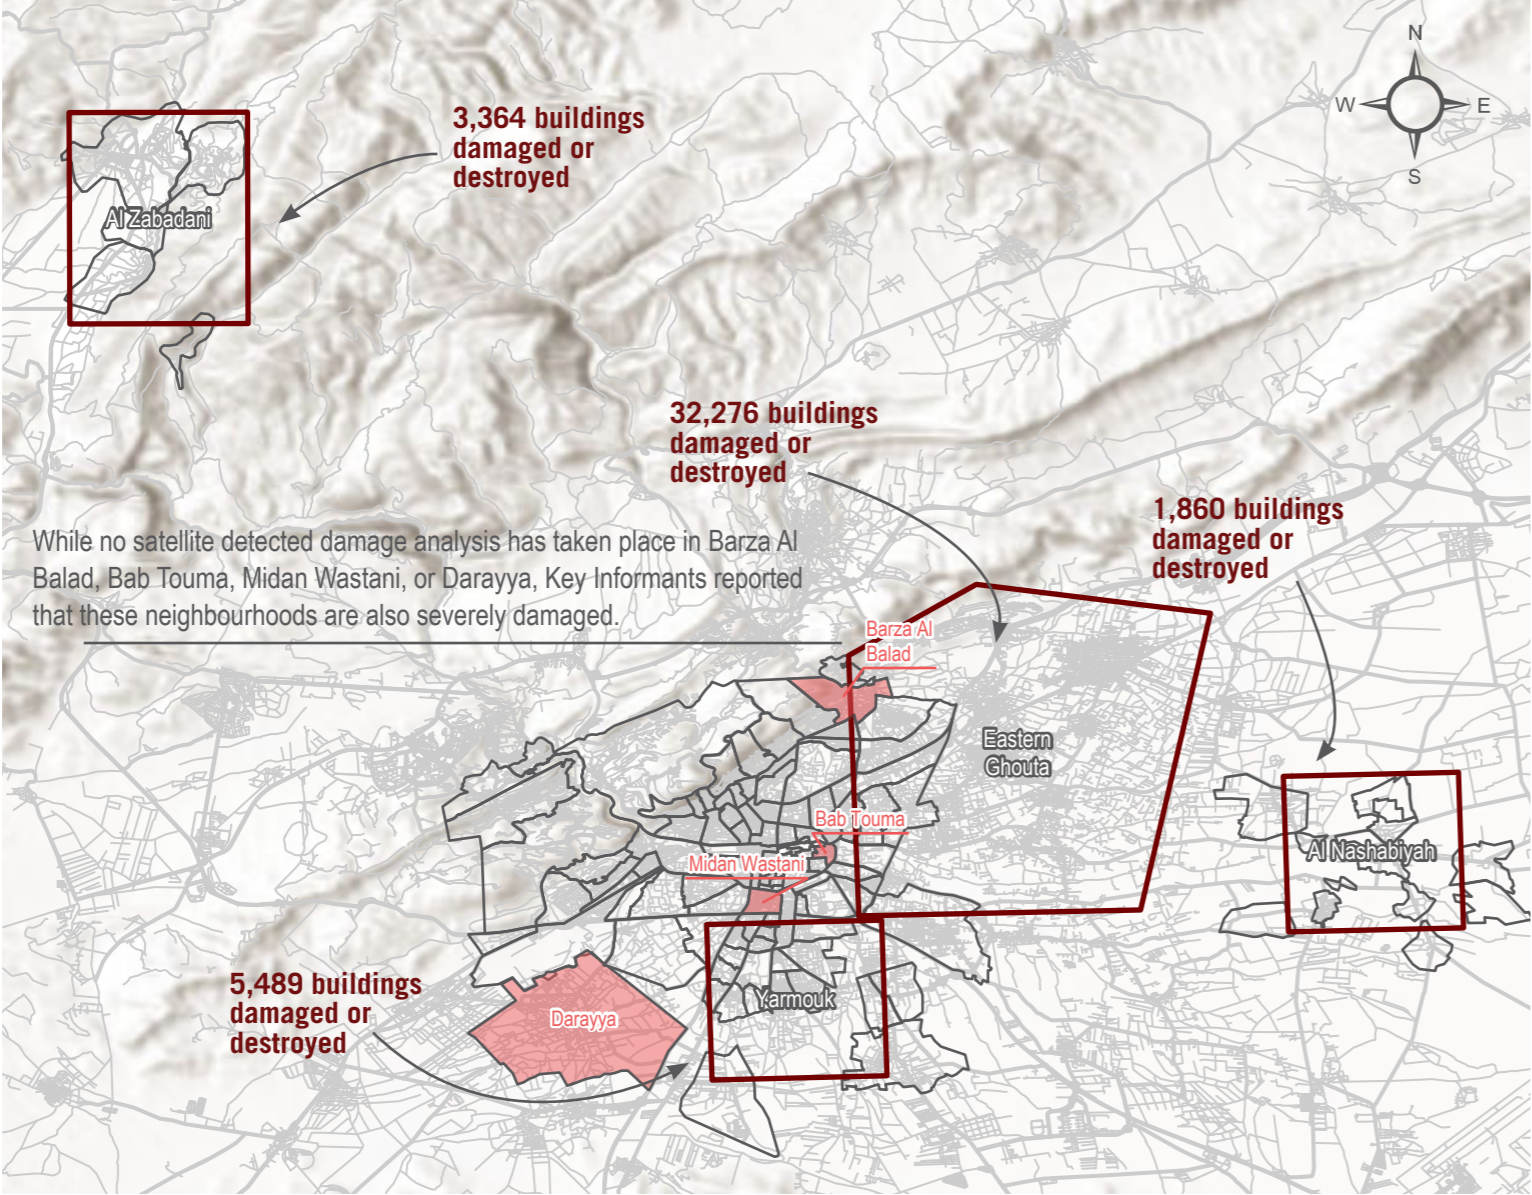 N
W
E
S
3,364 buildings
damaged or
destroyed
Al Zabadani
32,276 buildings
damaged or
destroyed
1,860 buildings
damaged or
destroyed
While no satellite detected damage analysis has taken place in Barza Al
Balad, Bab Touma, Midan Wastani, or Darayya, Key Informants reported
that these neighbourhoods are also severely damaged.
Barza Al
Balad
Eastern
Ghouta
Bab Touma
Midan Wastani
Al Nashabiyah
5,489 buildings
damaged or
destroyed
Yarmouk
Darayya